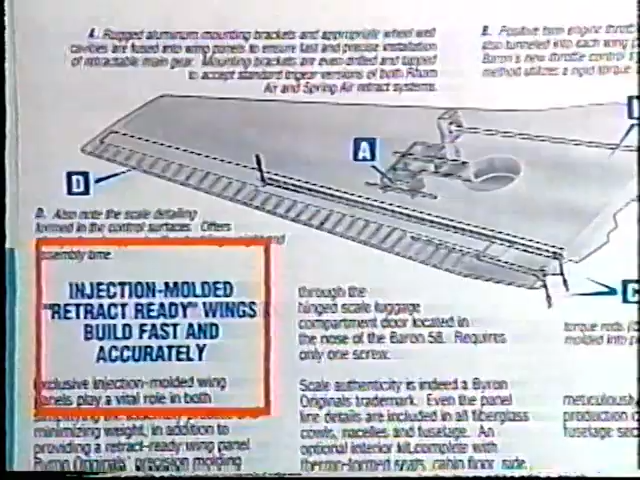 A. Rugged aluminum mounting brackets and appropriate wheel well
cavities are fused into wing panels to ensure fast and precise installation
of retractable main gear. Mounting brackets are even drilled and tapped
to accept standard trigear versions of both Rhom
Air and Spring Air retract systems.
B. Positive twin engine
also tunneled into each wing
Baron's new throttle control
method utilizes a rigid torque
A
D
C
D. Also note the scale detailing
formed in the control surfaces. Offers
assembly time.
INJECTION-MOLDED
"RETRACT READY" WINGS
BUILD FAST AND
ACCURATELY
Exclusive injection-molded wing
panels play a vital role in both
minimizing weight, in addition to
providing a retract-ready wing panel
Byron Originals' precision molding
through the
hinged scale luggage
compartment door located in
the nose of the Baron 58. Requires
only one screw.
Scale authenticity is indeed a Byron
Originals trademark. Even the panel
line details are included in all fiberglass
cowls, nacelles and fuselage. An
optional interior kit complete with
thermo-formed seats, cabin floor, side
torque rods
molded into
meticulously
production
fuselage